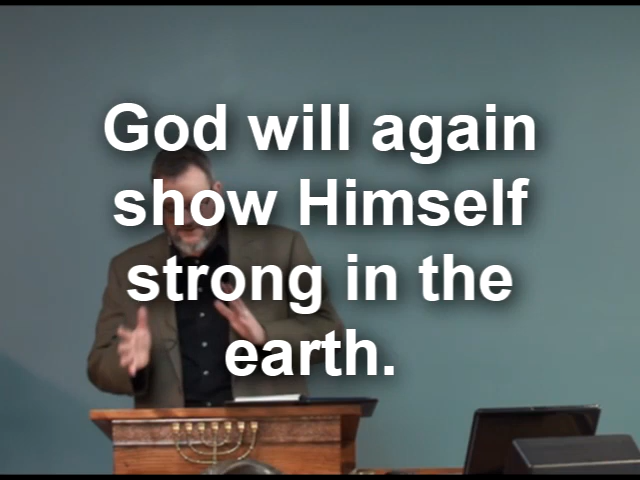 God will again
show Himself
strong in the
earth.